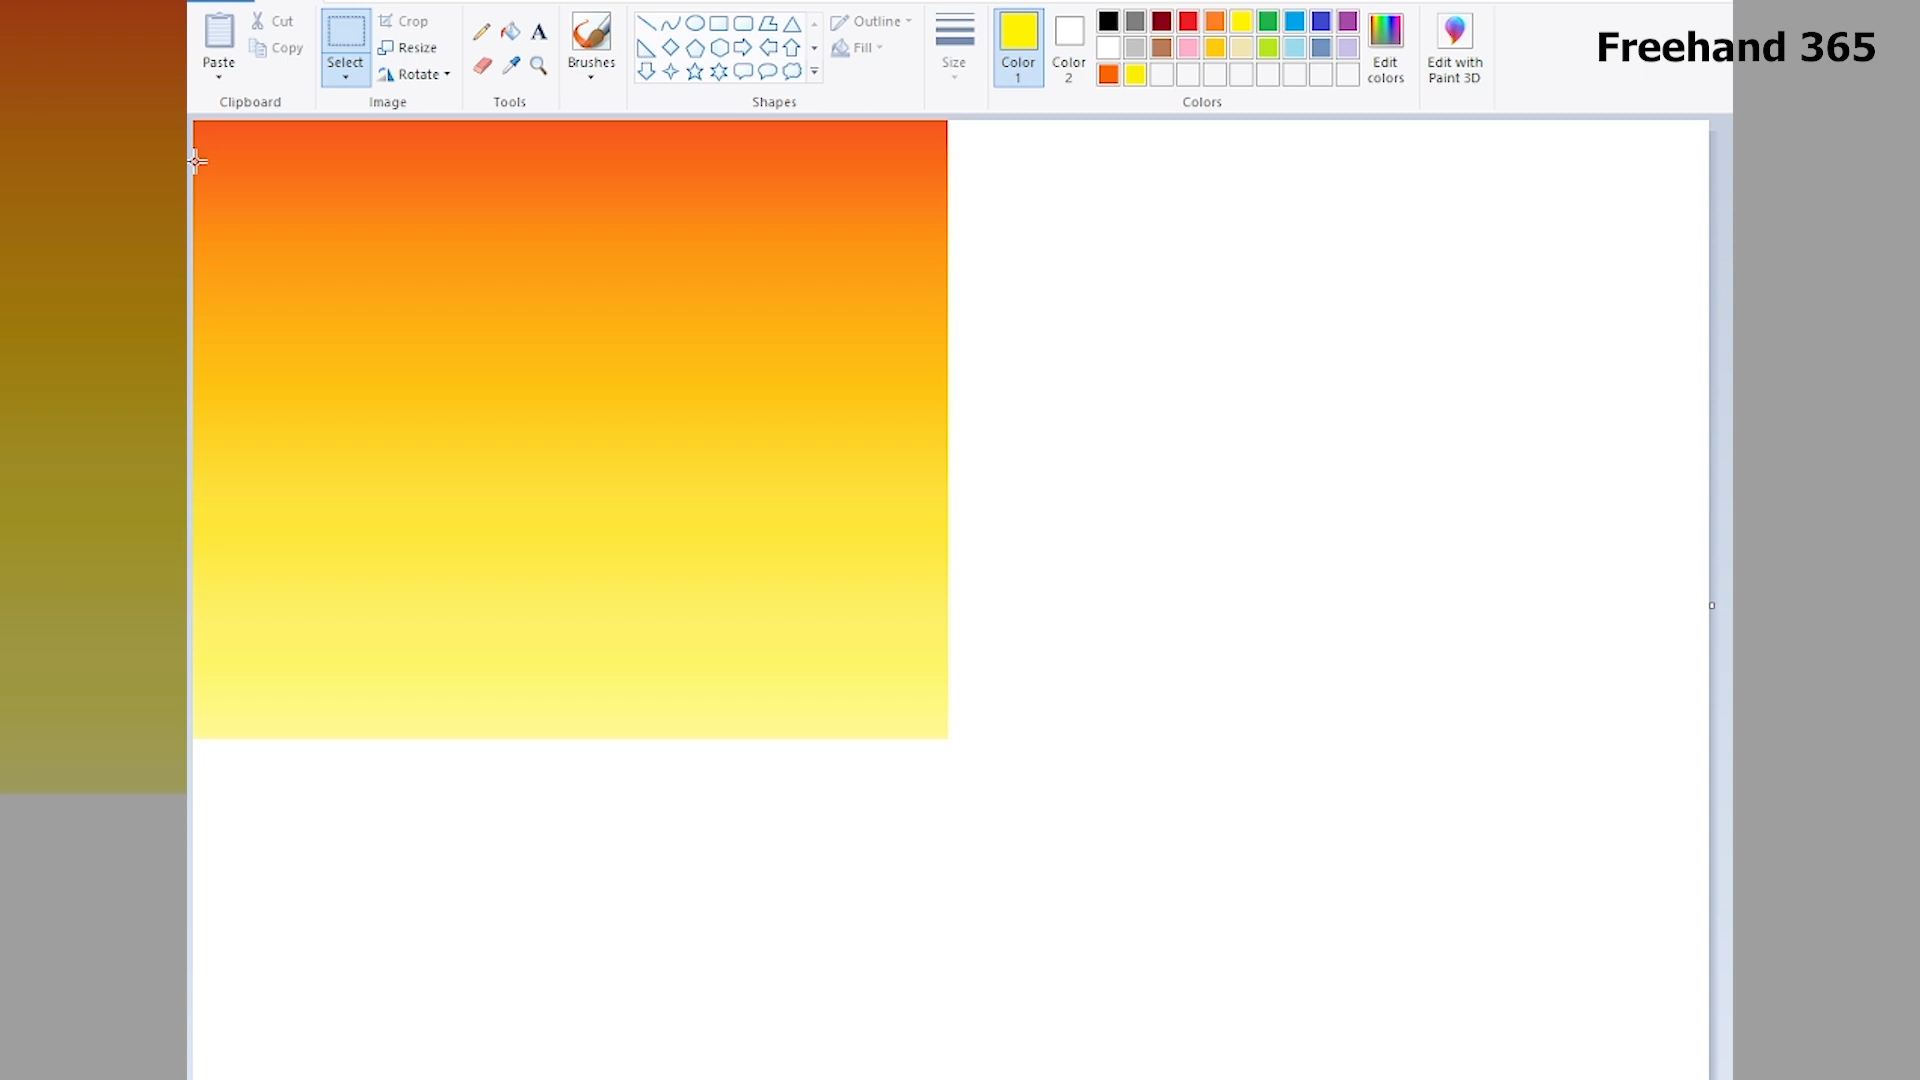 Freehand 365
Paste
Cut
Copy
Clipboard
Select
Crop
Resize
Rotate
Image
A
Tools
Brushes
Shapes
Outline
Fill
Size
Color
1
Color
2
Colors
Edit
colors
Edit with
Paint 3D